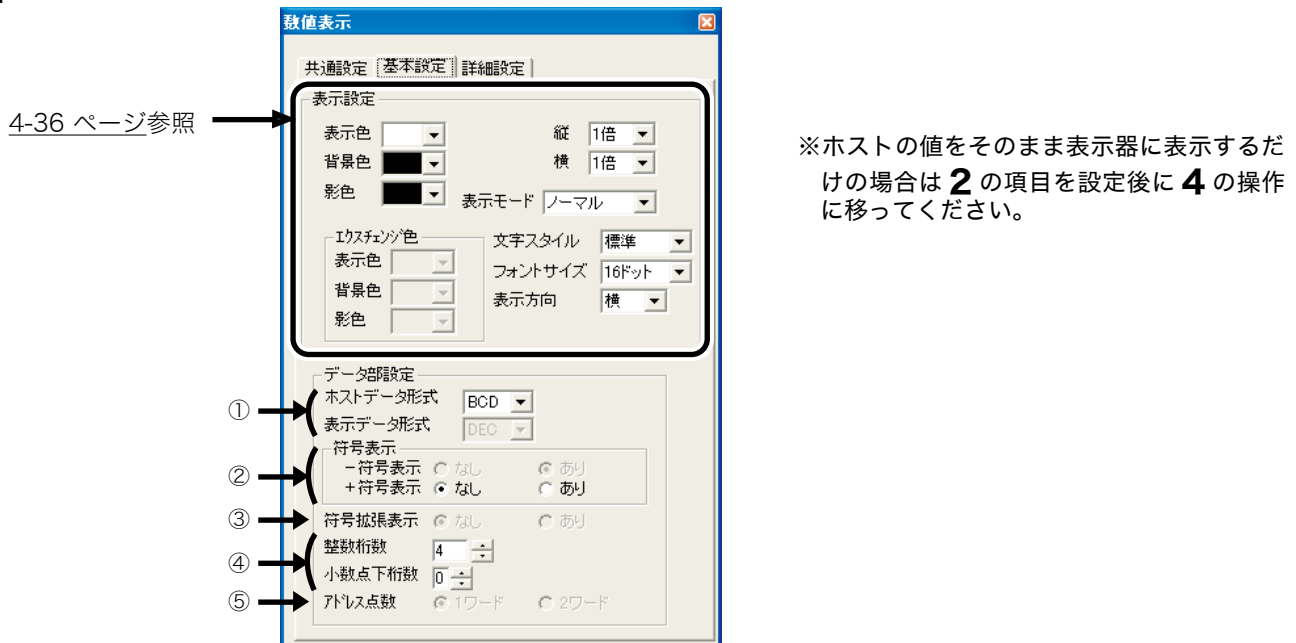 数値表示
共通設定 基本設定 詳細設定
4-36 ページ参照
表示設定
表示色 縦 1倍
背景色 横 1倍
影色 表示モード ノーマル
エクスチェンジ色
表示色
背景色
影色
文字スタイル 標準
フォントサイズ 16ドット
表示方向 横
データ部設定
① ホストデータ形式 BCD
表示データ形式 DEC
符号表示
② −符号表示 なし あり
+符号表示 なし あり
③ 符号拡張表示 なし あり
④ 整数桁数 4
小数点下桁数 0
⑤ アドレス点数 1ワード 2ワード
※ホストの値をそのまま表示器に表示するだ
けの場合は 2 の項目を設定後に 4 の操作
に移ってください。